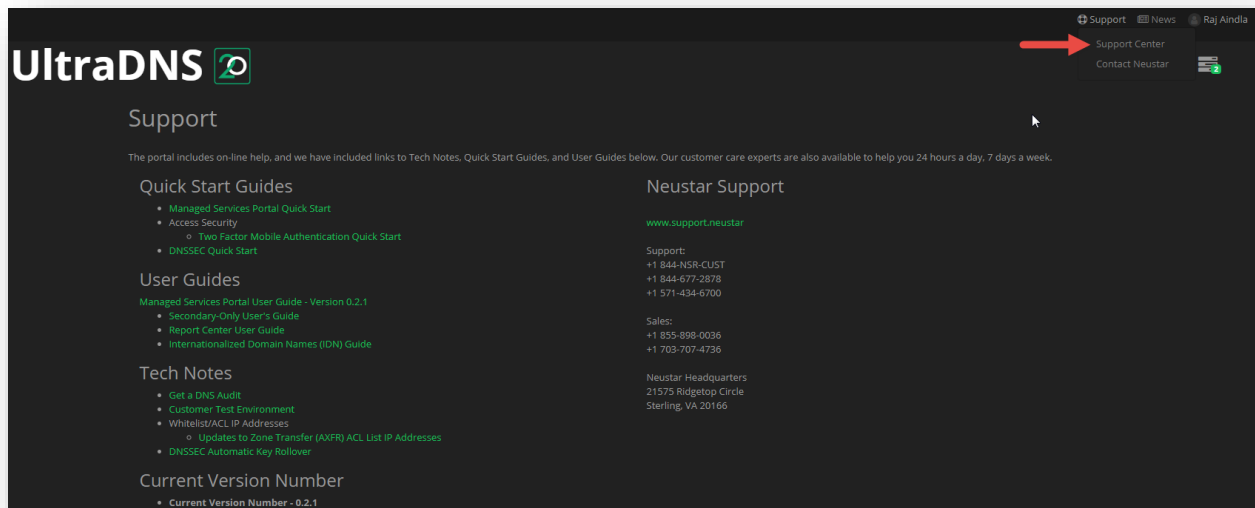 Support News Raj Aindla
Support Center
Contact Neustar
UltraDNS 20
2
Support
The portal includes on-line help, and we have included links to Tech Notes, Quick Start Guides, and User Guides below. Our customer care experts are also available to help you 24 hours a day, 7 days a week.
Quick Start Guides
Managed Services Portal Quick Start
Access Security
Two Factor Mobile Authentication Quick Start
DNSSEC Quick Start
User Guides
Managed Services Portal User Guide - Version 0.2.1
Secondary-Only User's Guide
Report Center User Guide
Internationalized Domain Names (IDN) Guide
Tech Notes
Get a DNS Audit
Customer Test Environment
Whitelist/ACL IP Addresses
Updates to Zone Transfer (AXFR) ACL List IP Addresses
DNSSEC Automatic Key Rollover
Current Version Number
Current Version Number - 0.2.1
Neustar Support
www.support.neustar
Support:
+1 844-NSR-CUST
+1 844-677-2878
+1 571-434-6700
Sales:
+1 855-898-0036
+1 703-707-4736
Neustar Headquarters
21575 Ridgetop Circle
Sterling, VA 20166